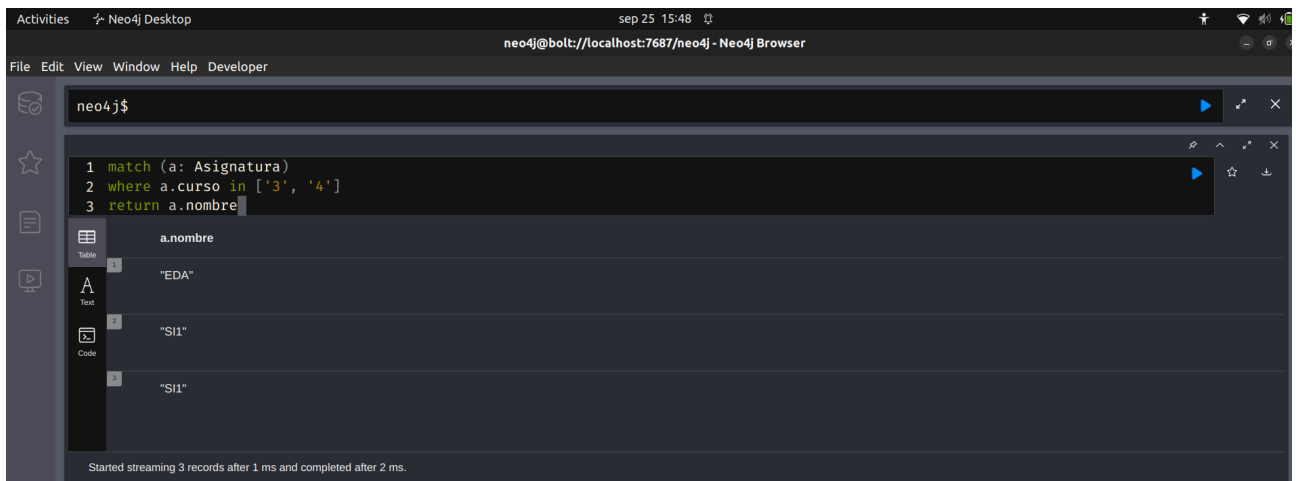 Activities Neo4j Desktop sep 25 15:48
neo4j@bolt://localhost:7687/neo4j - Neo4j Browser
File Edit View Window Help Developer
neo4j$
1 match (a: Asignatura)
2 where a.curso in ['3', '4']
3 return a.nombre
Table
a.nombre
1
"EDA"
A
Text
2
"SI1"
Code
3
"SI1"
Started streaming 3 records after 1 ms and completed after 2 ms.